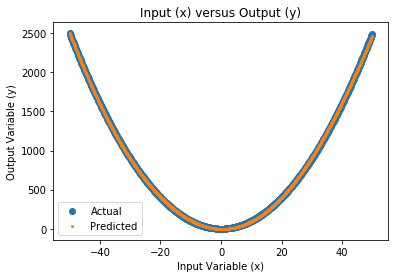 Input (x) versus Output (y)
Output Variable (y)
2500
2000
1500
1000
500
0
Actual
Predicted
−40
−20
0
20
40
Input Variable (x)